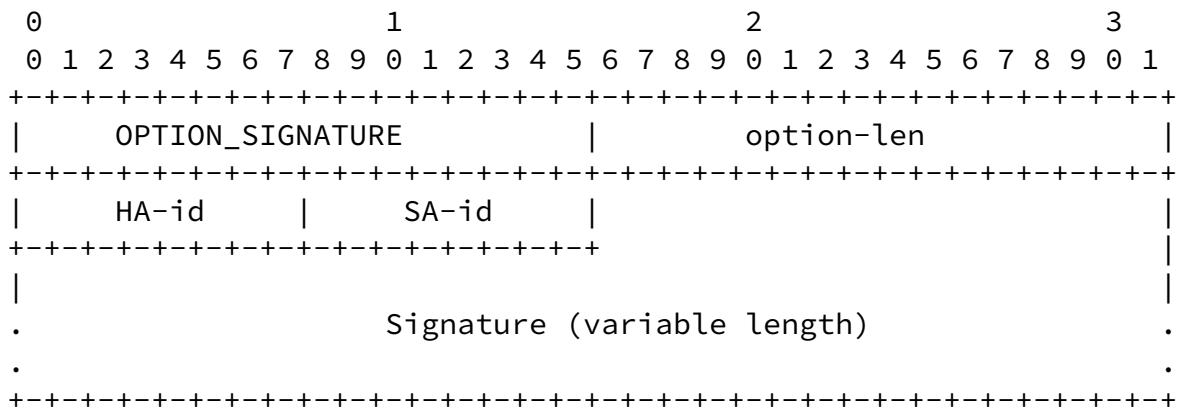 0                   1                   2                   3
 0 1 2 3 4 5 6 7 8 9 0 1 2 3 4 5 6 7 8 9 0 1 2 3 4 5 6 7 8 9 0 1
+-+-+-+-+-+-+-+-+-+-+-+-+-+-+-+-+-+-+-+-+-+-+-+-+-+-+-+-+-+-+-+-+
|     OPTION_SIGNATURE          |        option-len             |
+-+-+-+-+-+-+-+-+-+-+-+-+-+-+-+-+-+-+-+-+-+-+-+-+-+-+-+-+-+-+-+-+
|     HA-id     |     SA-id     |                               |
+-+-+-+-+-+-+-+-+-+-+-+-+-+-+-+-+                               |
|                                                               |
.                    Signature (variable length)                .
.                                                               .
+-+-+-+-+-+-+-+-+-+-+-+-+-+-+-+-+-+-+-+-+-+-+-+-+-+-+-+-+-+-+-+-+